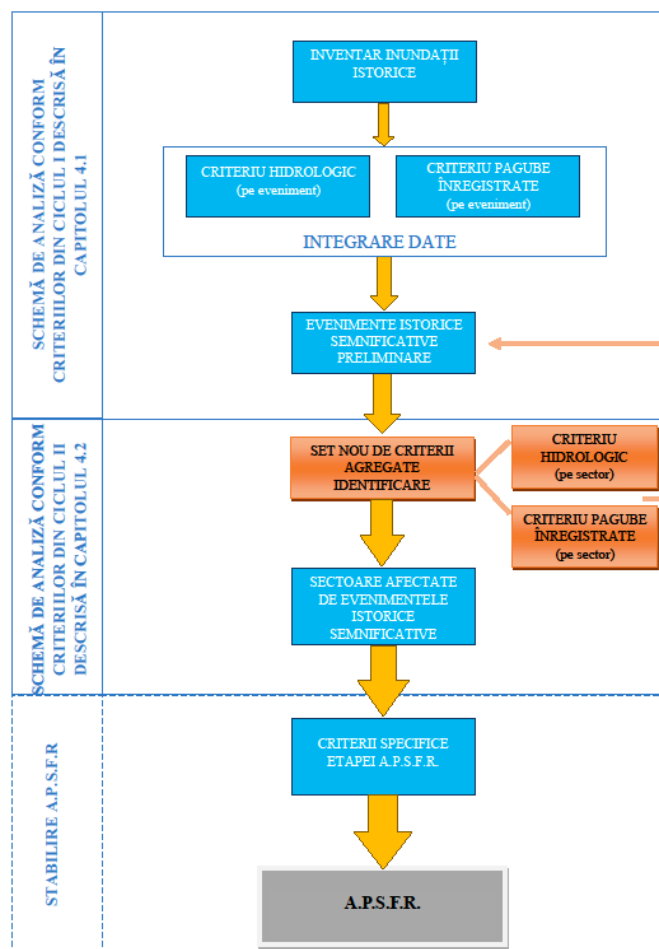 SCHEMĂ DE ANALIZĂ CONFORM
CRITERIILOR DIN CICLUL I DESCRISĂ ÎN
CAPITOLUL 4.1
INVENTAR INUNDAȚII
ISTORICE
CRITERIU HIDROLOGIC
(pe eveniment)
CRITERIU PAGUBE
ÎNREGISTRATE
(pe eveniment)
INTEGRARE DATE
EVENIMENTE ISTORICE
SEMNIFICATIVE
PRELIMINARE
SCHEMĂ DE ANALIZĂ CONFORM
CRITERIILOR DIN CICLUL II
DESCRISĂ ÎN CAPITOLUL 4.2
SET NOU DE CRITERII
AGREGATE
IDENTIFICARE
CRITERIU
HIDROLOGIC
(pe sector)
CRITERIU PAGUBE
ÎNREGISTRATE
(pe sector)
SECTOARE AFECTATE
DE EVENIMENTELE
ISTORICE
SEMNIFICATIVE
STABILIRE A.P.S.F.R
CRITERII SPECIFICE
ETAPEI A.P.S.F.R.
A.P.S.F.R.